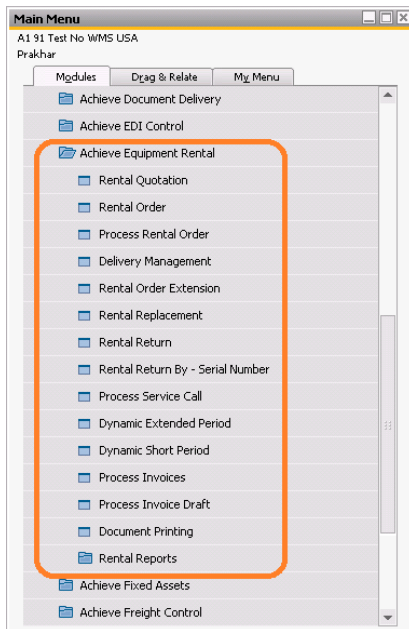 Main Menu
A1 91 Test No WMS USA
Prakhar
Modules Drag & Relate My Menu
Achieve Document Delivery
Achieve EDI Control
Achieve Equipment Rental
Rental Quotation
Rental Order
Process Rental Order
Delivery Management
Rental Order Extension
Rental Replacement
Rental Return
Rental Return By - Serial Number
Process Service Call
Dynamic Extended Period
Dynamic Short Period
Process Invoices
Process Invoice Draft
Document Printing
Rental Reports
Achieve Fixed Assets
Achieve Freight Control